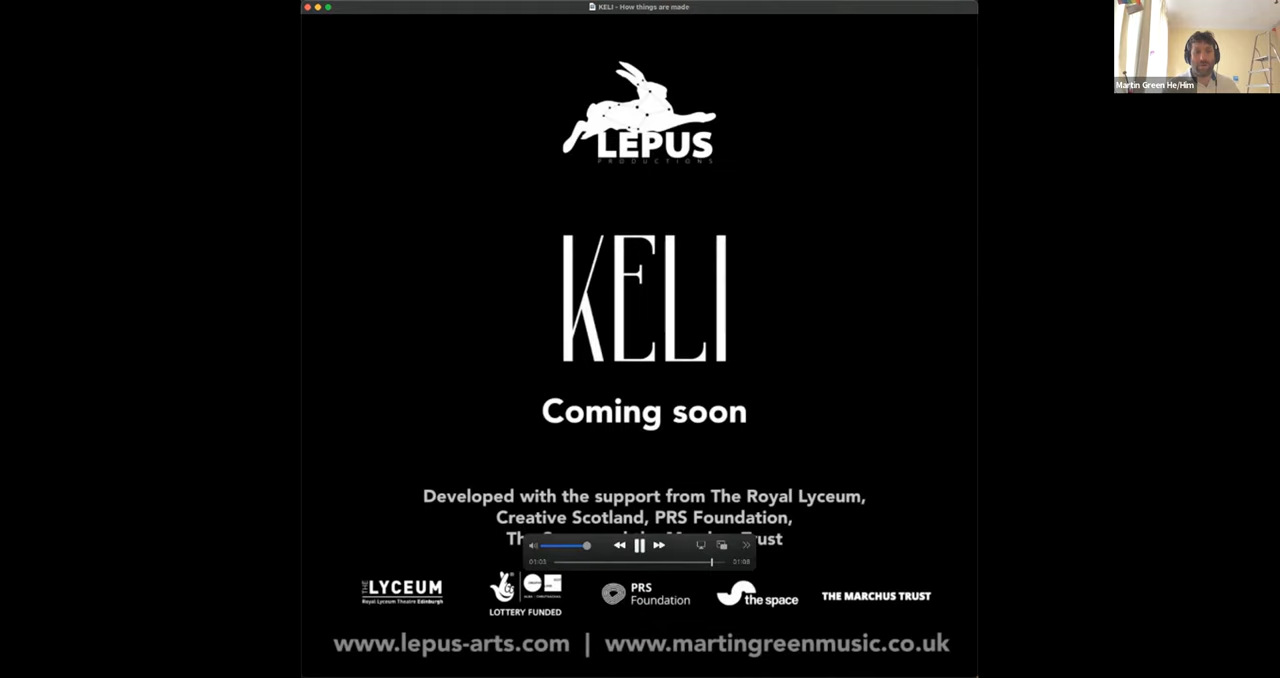 KELI - How things are made
Martin Green He/Him
LEPUS
PRODUCTIONS
KELI
Coming soon
Developed with the support from The Royal Lyceum,
Creative Scotland, PRS Foundation,
Th
ust
01:03
01:08
THE LYCEUM
Royal Lyceum Theatre Edinburgh
LOTTERY FUNDED
PRS
Foundation
the space
THE MARCHUS TRUST
www.lepus-arts.com | www.martingreenmusic.co.uk